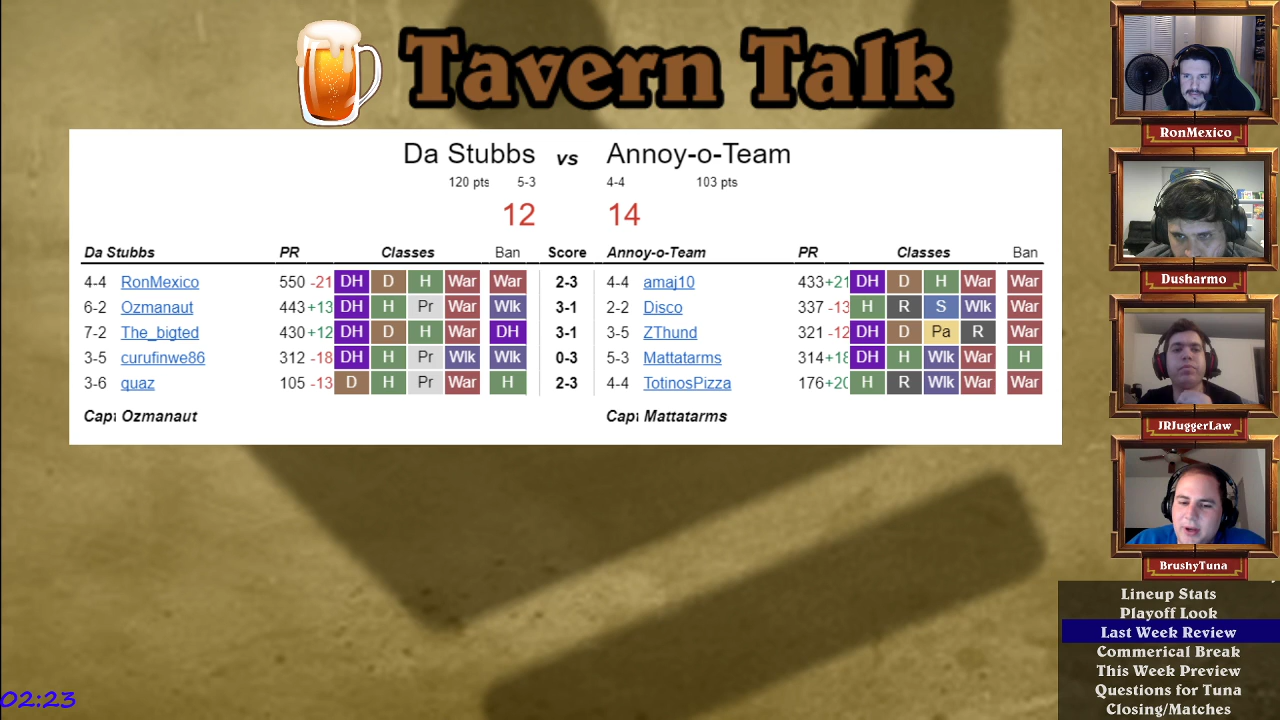 Tavern Talk
Da Stubbs vs Annoy-o-Team
120 pts 5-3 4-4 103 pts
12 14
Da Stubbs PR Classes Ban Score Annoy-o-Team PR Classes Ban
4-4 RonMexico 550 -21 DH D H War War 2-3 4-4 amaj10 433+21 DH D H War War
6-2 Ozmanaut 443+13 DH H Pr War Wlk 3-1 2-2 Disco 337 -13 H R S Wlk War
7-2 The_bigted 430+12 DH D H War DH 3-1 3-5 ZThund 321 -12 DH D Pa R War
3-5 curufinwe86 312 -18 DH H Pr Wlk Wlk 0-3 5-3 Mattatarms 314+18 DH H Wlk War H
3-6 quaz 105 -13 D H Pr War H 2-3 4-4 TotinosPizza 176+20 H R Wlk War War
Capt Ozmanaut Capt Mattatarms
RonMexico
Dusharmo
JRJuggerLaw
BrushyTuna
Lineup Stats
Playoff Look
Last Week Review
Commerical Break
This Week Preview
Questions for Tuna
Closing/Matches
02:23